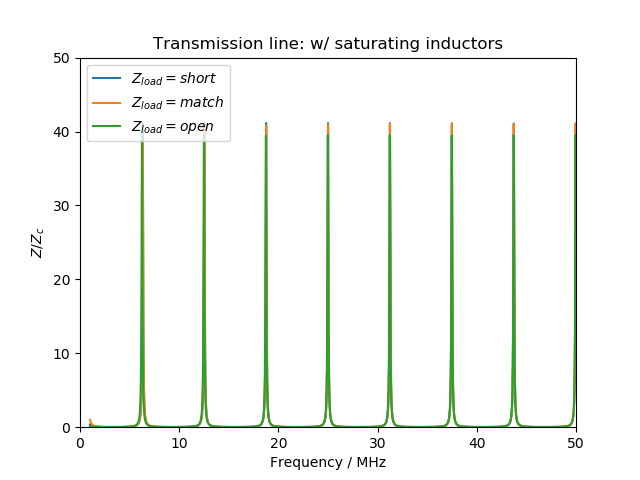 Transmission line: w/ saturating inductors
Z_load = short
Z_load = match
Z_load = open
Z/Z_c
50
40
30
20
10
0
0 10 20 30 40 50
Frequency / MHz